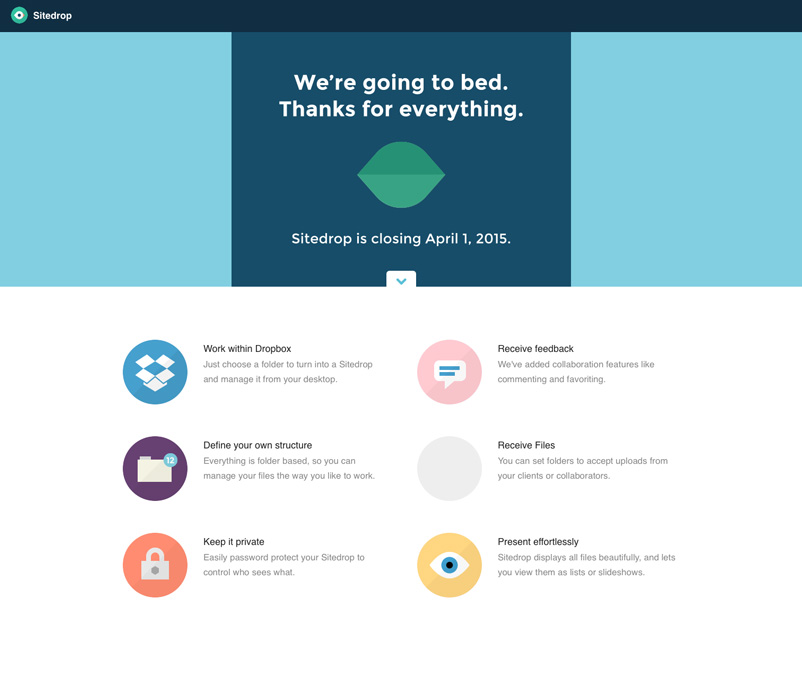 Sitedrop
We're going to bed.
Thanks for everything.
Sitedrop is closing April 1, 2015.
Work within Dropbox
Just choose a folder to turn into a Sitedrop
and manage it from your desktop.
Receive feedback
We've added collaboration features like
commenting and favoriting.
12
Define your own structure
Everything is folder based, so you can
manage your files the way you like to work.
Receive Files
You can set folders to accept uploads from
your clients or collaborators.
Keep it private
Easily password protect your Sitedrop to
control who sees what.
Present effortlessly
Sitedrop displays all files beautifully, and lets
you view them as lists or slideshows.